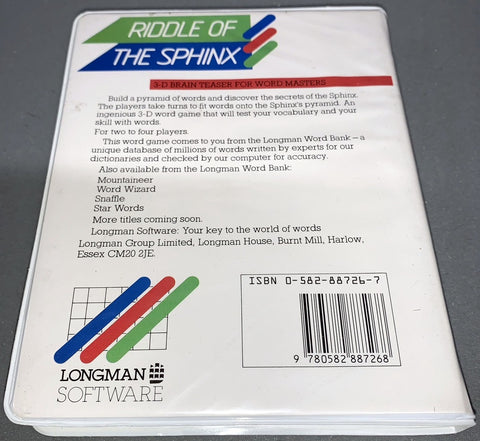 RIDDLE OF
THE SPHINX
3-D BRAIN TEASER FOR WORD MASTERS
Build a pyramid of words and discover the secrets of the Sphinx.
The players take turns to fit words onto the Sphinx's pyramid. An
ingenious 3-D word game that will test your vocabulary and your
skill with words.
For two to four players.
This word game comes to you from the Longman Word Bank – a
unique database of millions of words written by experts for our
dictionaries and checked by our computer for accuracy.
Also available from the Longman Word Bank:
Mountaineer
Word Wizard
Snaffle
Star Words
More titles coming soon.
Longman Software: Your key to the world of words
Longman Group Limited, Longman House, Burnt Mill, Harlow,
Essex CM20 2JE.
ISBN 0-582-88726-7
9 780582 887268
LONGMAN
SOFTWARE